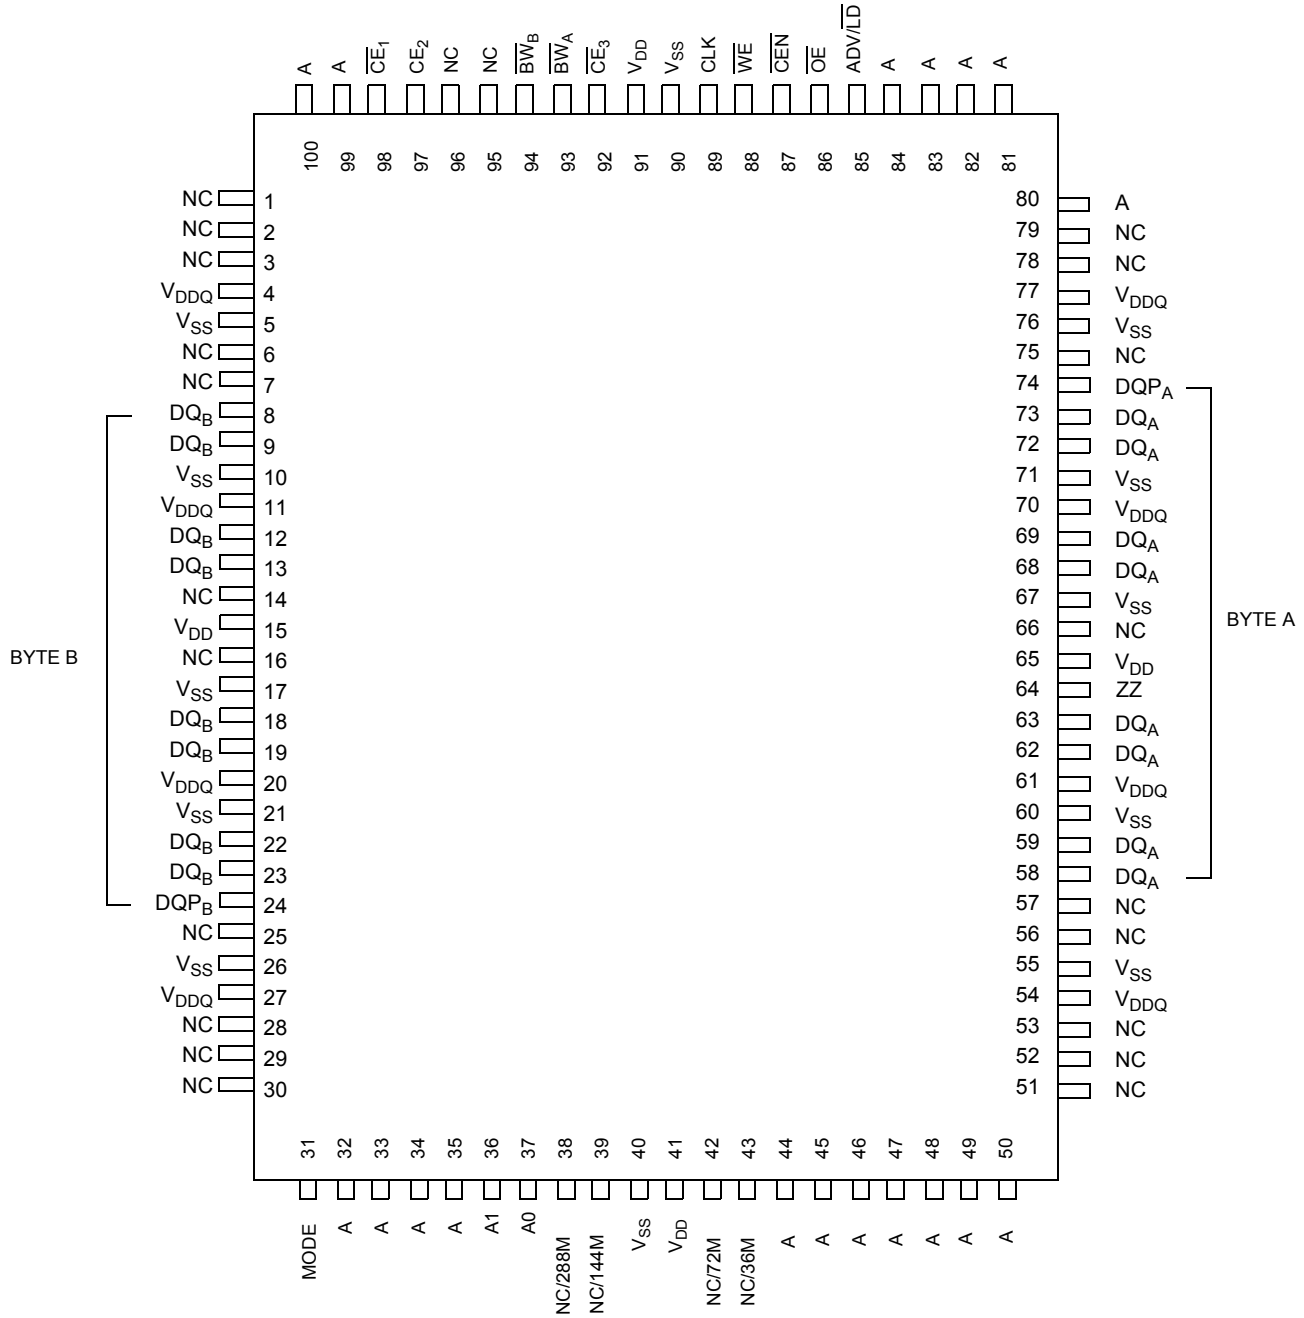 A A CE1 CE2 NC NC BWB BWA CE3 VDD VSS CLK WE CEN OE ADV/LD A A A A
100 99 98 97 96 95 94 93 92 91 90 89 88 87 86 85 84 83 82 81
NC 1 80 A
NC 2 79 NC
NC 3 78 NC
VDDQ 4 77 VDDQ
VSS 5 76 VSS
NC 6 75 NC
NC 7 74 DQPA
DQB 8 73 DQA
DQB 9 72 DQA
VSS 10 71 VSS
VDDQ 11 70 VDDQ
DQB 12 69 DQA
DQB 13 68 DQA
NC 14 67 VSS
BYTE A
VDD 15 66 NC
BYTE B
NC 16 65 VDD
VSS 17 64 ZZ
DQB 18 63 DQA
DQB 19 62 DQA
VDDQ 20 61 VDDQ
VSS 21 60 VSS
DQB 22 59 DQA
DQB 23 58 DQA
DQPB 24 57 NC
NC 25 56 NC
VSS 26 55 VSS
VDDQ 27 54 VDDQ
NC 28 53 NC
NC 29 52 NC
NC 30 51 NC
31 32 33 34 35 36 37 38 39 40 41 42 43 44 45 46 47 48 49 50
MODE A A A A A1 A0 NC/288M NC/144M VSS VDD NC/72M NC/36M A A A A A A A